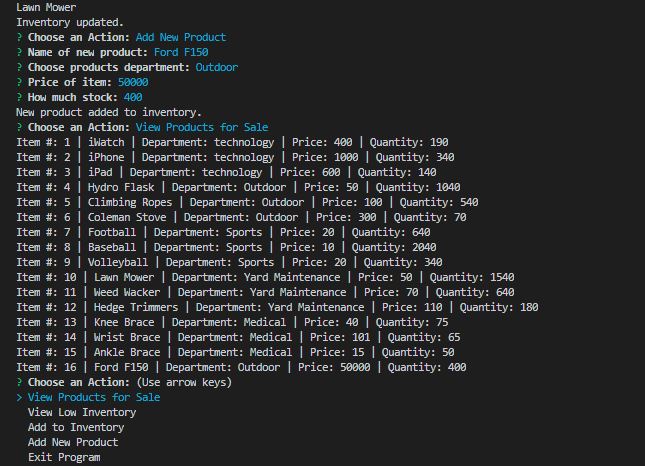 Lawn Mower
Inventory updated.
? Choose an Action: Add New Product
? Name of new product: Ford F150
? Choose products department: Outdoor
? Price of item: 50000
? How much stock: 400
New product added to inventory.
? Choose an Action: View Products for Sale
Item #: 1 | iWatch | Department: technology | Price: 400 | Quantity: 190
Item #: 2 | iPhone | Department: technology | Price: 1000 | Quantity: 340
Item #: 3 | iPad | Department: technology | Price: 600 | Quantity: 140
Item #: 4 | Hydro Flask | Department: Outdoor | Price: 50 | Quantity: 1040
Item #: 5 | Climbing Ropes | Department: Outdoor | Price: 100 | Quantity: 540
Item #: 6 | Coleman Stove | Department: Outdoor | Price: 300 | Quantity: 70
Item #: 7 | Football | Department: Sports | Price: 20 | Quantity: 640
Item #: 8 | Baseball | Department: Sports | Price: 10 | Quantity: 2040
Item #: 9 | Volleyball | Department: Sports | Price: 20 | Quantity: 340
Item #: 10 | Lawn Mower | Department: Yard Maintenance | Price: 50 | Quantity: 1540
Item #: 11 | Weed Wacker | Department: Yard Maintenance | Price: 70 | Quantity: 640
Item #: 12 | Hedge Trimmers | Department: Yard Maintenance | Price: 110 | Quantity: 180
Item #: 13 | Knee Brace | Department: Medical | Price: 40 | Quantity: 75
Item #: 14 | Wrist Brace | Department: Medical | Price: 101 | Quantity: 65
Item #: 15 | Ankle Brace | Department: Medical | Price: 15 | Quantity: 50
Item #: 16 | Ford F150 | Department: Outdoor | Price: 50000 | Quantity: 400
? Choose an Action: (Use arrow keys)
> View Products for Sale
View Low Inventory
Add to Inventory
Add New Product
Exit Program